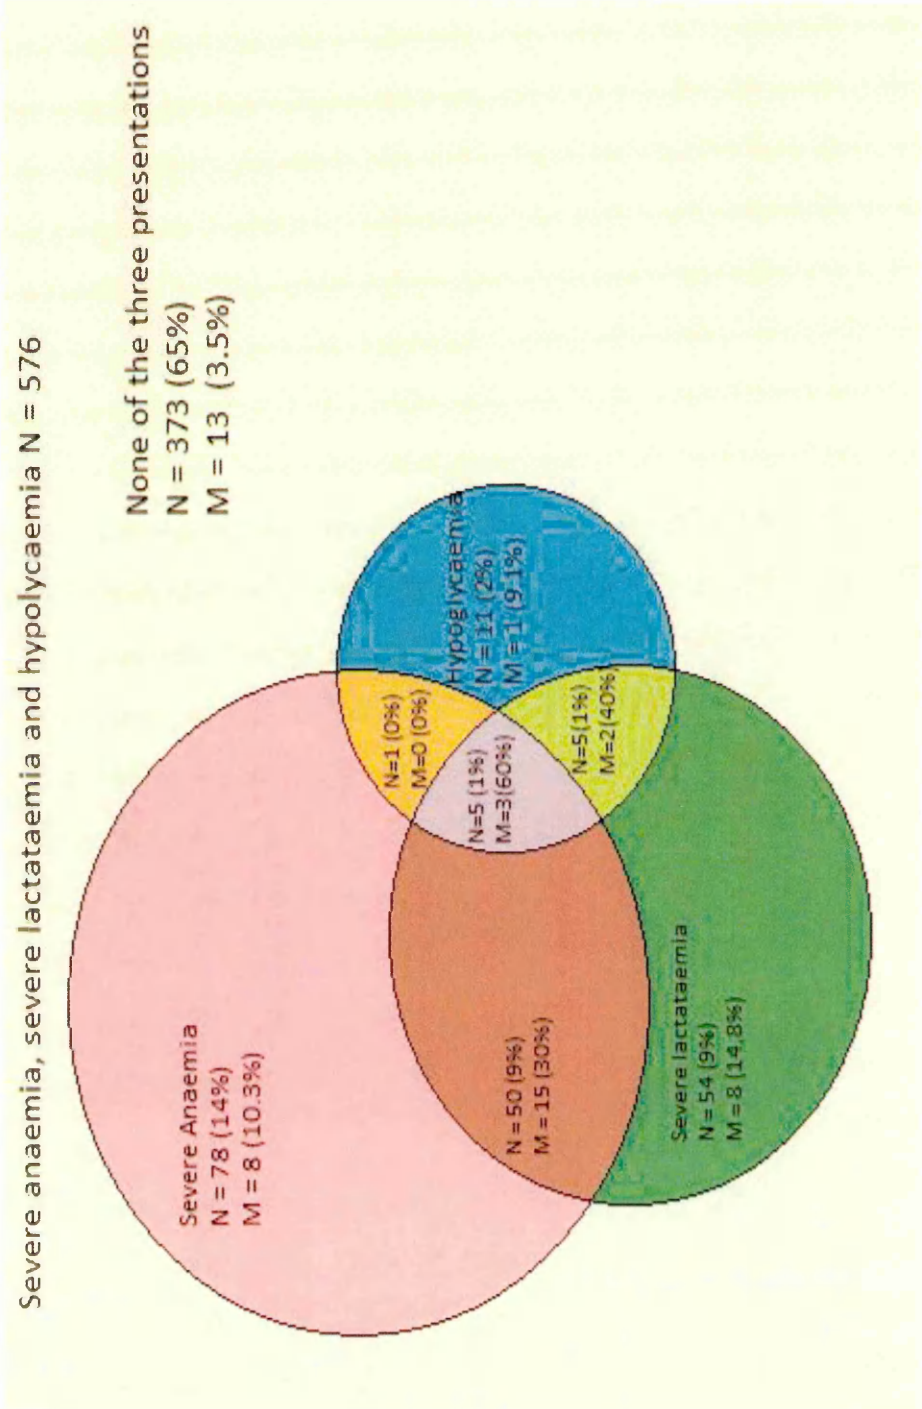 Severe anaemia, severe lactataemia and hypolycaemia N = 576
None of the three presentations
N = 373 (65%)
M = 13 (3.5%)
Severe Anaemia
N = 78 (14%)
M = 8 (10.3%)
N=1 (0%)
M=0 (0%)
Hypoglycaemia
N = 11 (2%)
M = 1 (9.1%)
N=5 (1%)
M=3(60%)
N=5(1%)
M=2(40%)
N = 50 (9%)
M = 15 (30%)
Severe lactataemia
N = 54 (9%)
M = 8 (14.8%)